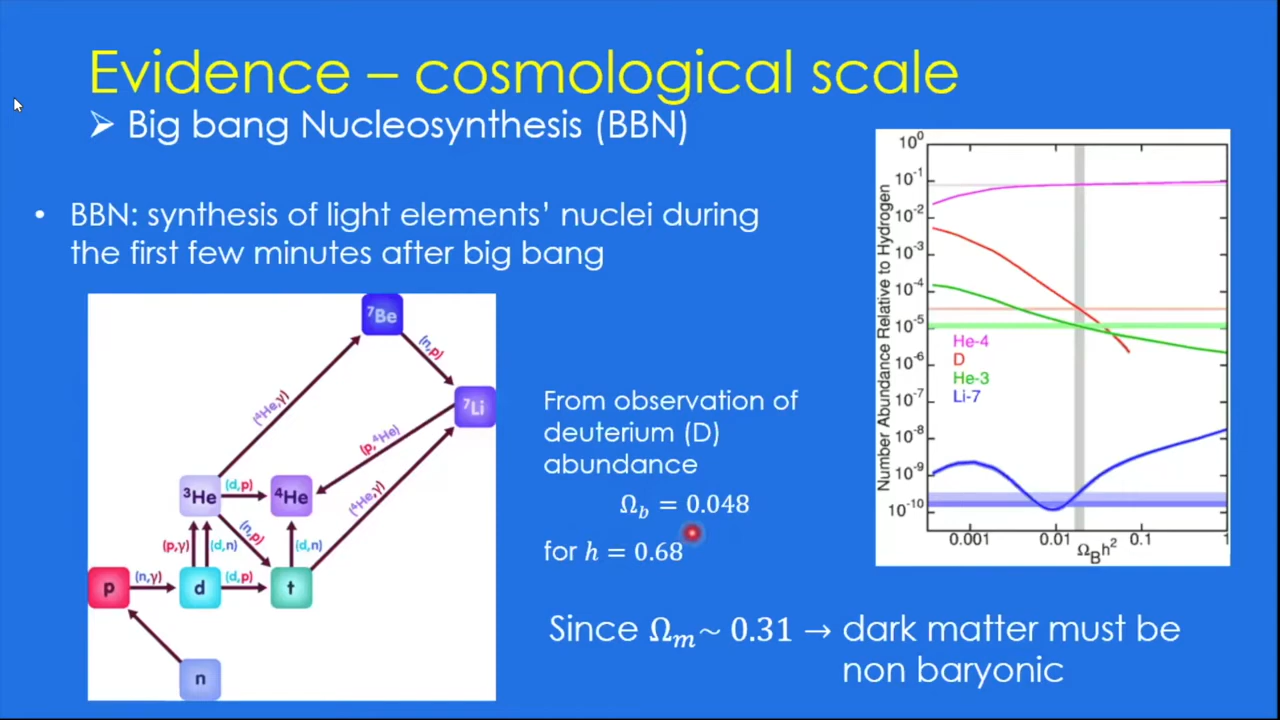 Evidence – cosmological scale
➢ Big bang Nucleosynthesis (BBN)
• BBN: synthesis of light elements' nuclei during
the first few minutes after big bang
⁷Be
(n,p)
⁷Li
(⁴He,γ)
(p,⁴He)
³He
(d,p)
⁴He
(⁴He,γ)
(n,p)
(p,γ)
(d,n)
(d,n)
p
(n,γ)
d
(d,p)
t
n
From observation of
deuterium (D)
abundance
Ω_b = 0.048
for h = 0.68
Number Abundance Relative to Hydrogen
10⁰
10⁻¹
10⁻²
10⁻³
10⁻⁴
10⁻⁵
10⁻⁶
10⁻⁷
10⁻⁸
10⁻⁹
10⁻¹⁰
He-4
D
He-3
Li-7
0.001 0.01 0.1 1
Ω_B h²
Since Ω_m ~ 0.31 → dark matter must be
non baryonic